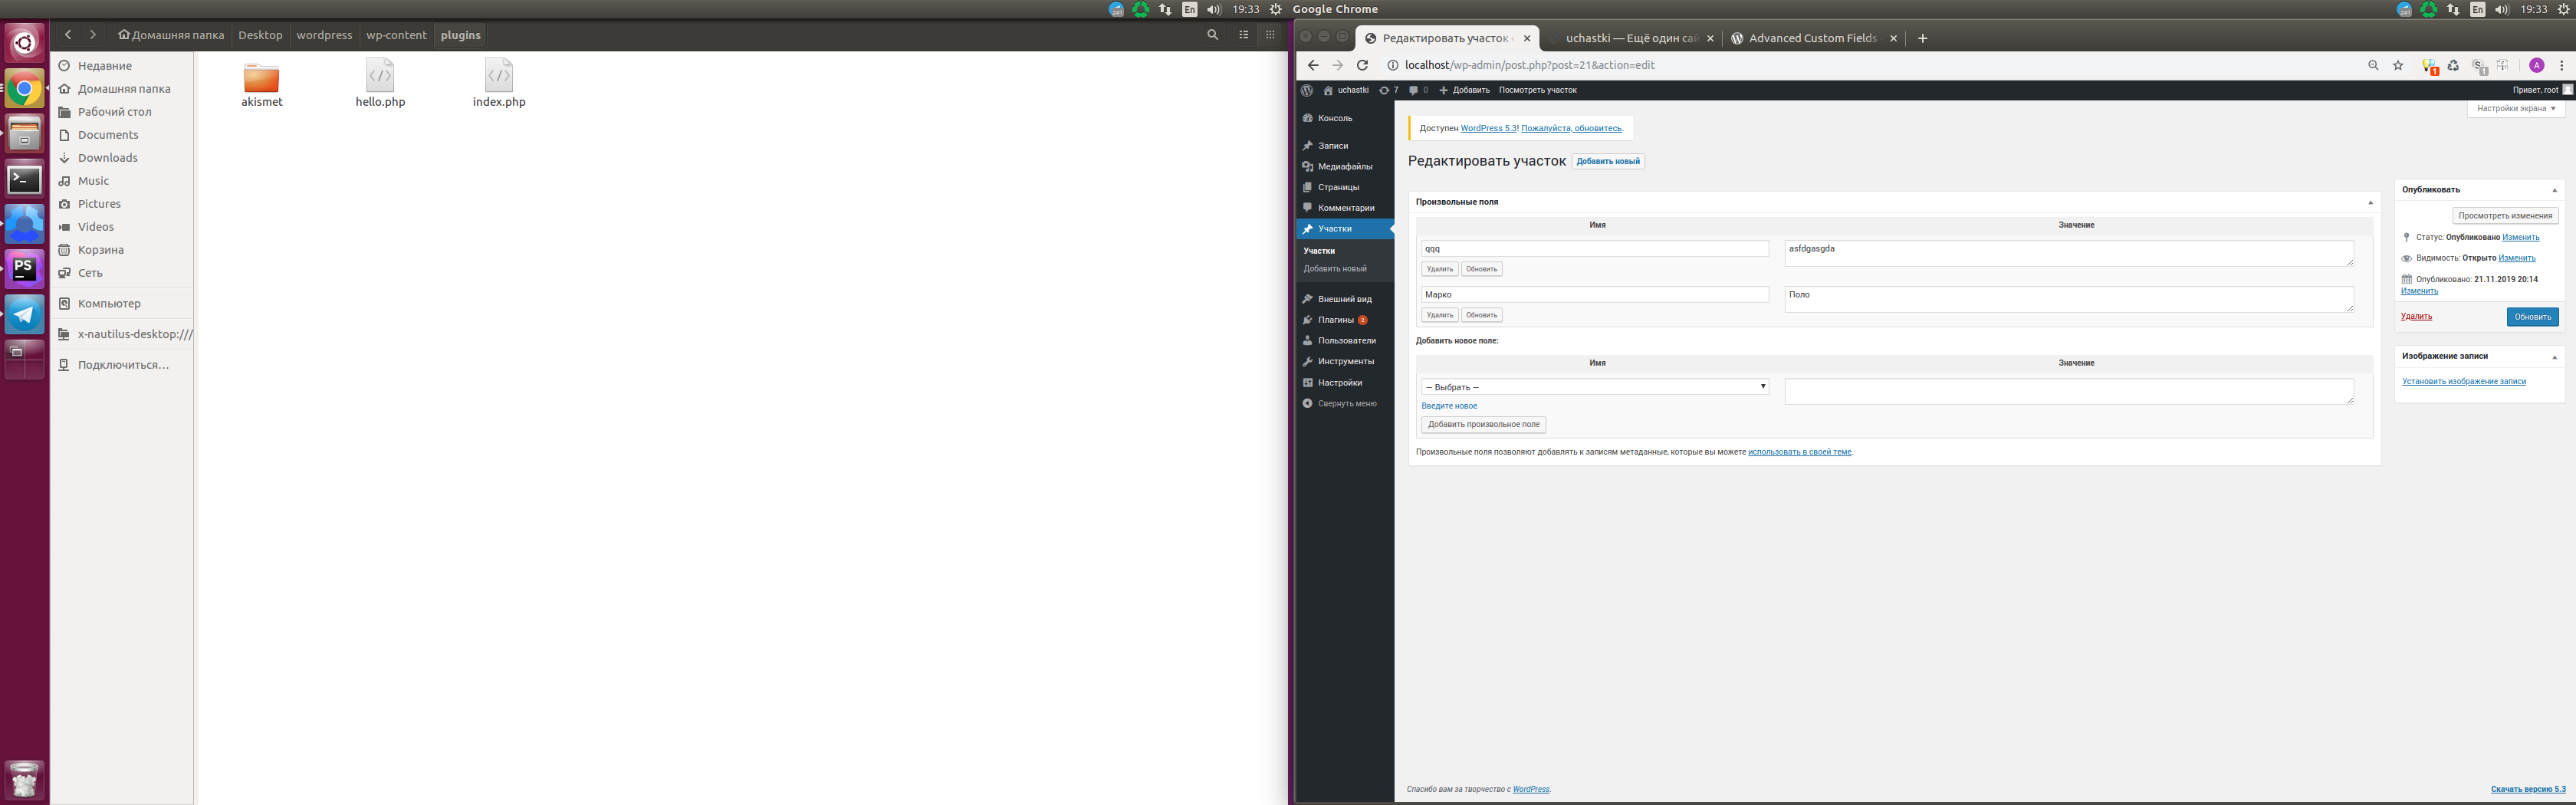 En
19:33
Google Chrome
En
19:33
Домашняя папка
Desktop
wordpress
wp-content
plugins
Недавние
Домашняя папка
Рабочий стол
Documents
Downloads
Music
Pictures
Videos
Корзина
Сеть
Компьютер
x-nautilus-desktop:///
Подключиться...
akismet
hello.php
index.php
PS
Редактировать участок
uchastki — Ещё один са
Advanced Custom Fields
localhost/wp-admin/post.php?post=21&action=edit
1
1
A
uchastki
7
0
Добавить
Посмотреть участок
Привет, root
Настройки экрана
Консоль
Записи
Медиафайлы
Страницы
Комментарии
Участки
Участки
Добавить новый
Внешний вид
Плагины 2
Пользователи
Инструменты
Настройки
Свернуть меню
Доступен WordPress 5.3! Пожалуйста, обновитесь.
Редактировать участок
Добавить новый
Произвольные поля
Имя
Значение
qqq
asfdgasgda
Удалить
Обновить
Марко
Поло
Удалить
Обновить
Добавить новое поле:
Имя
Значение
— Выбрать —
Введите новое
Добавить произвольное поле
Произвольные поля позволяют добавлять к записям метаданные, которые вы можете использовать в своей теме.
Опубликовать
Просмотреть изменения
Статус: Опубликовано Изменить
Видимость: Открыто Изменить
Опубликовано: 21.11.2019 20:14
Изменить
Удалить
Обновить
Изображение записи
Установить изображение записи
Спасибо вам за творчество с WordPress.
Скачать версию 5.3